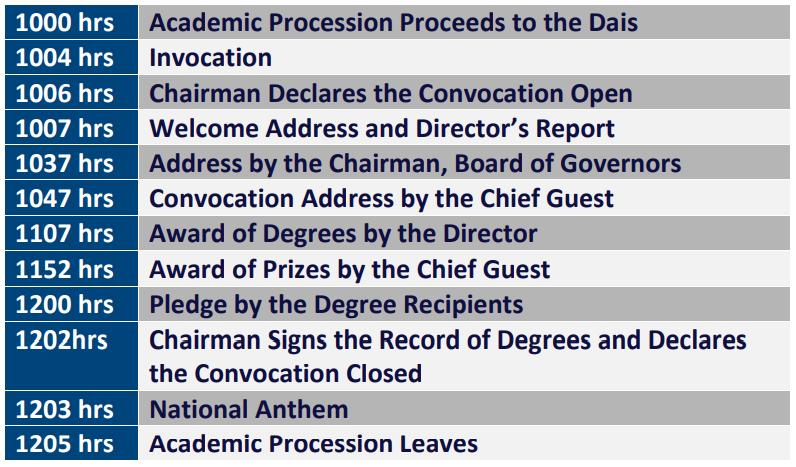 1000 hrs Academic Procession Proceeds to the Dais
1004 hrs Invocation
1006 hrs Chairman Declares the Convocation Open
1007 hrs Welcome Address and Director’s Report
1037 hrs Address by the Chairman, Board of Governors
1047 hrs Convocation Address by the Chief Guest
1107 hrs Award of Degrees by the Director
1152 hrs Award of Prizes by the Chief Guest
1200 hrs Pledge by the Degree Recipients
1202hrs Chairman Signs the Record of Degrees and Declares
the Convocation Closed
1203 hrs National Anthem
1205 hrs Academic Procession Leaves